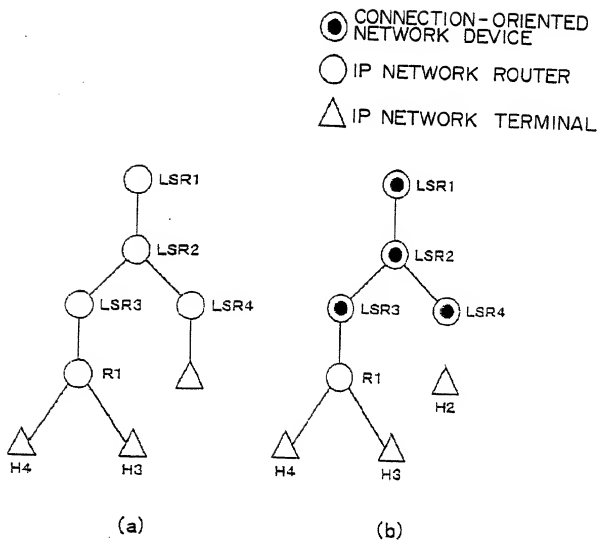 CONNECTION-ORIENTED
NETWORK DEVICE
IP NETWORK ROUTER
IP NETWORK TERMINAL
LSR1
LSR2
LSR3
LSR4
R1
H4
H3
(a)
LSR1
LSR2
LSR3
LSR4
R1
H2
H4
H3
(b)